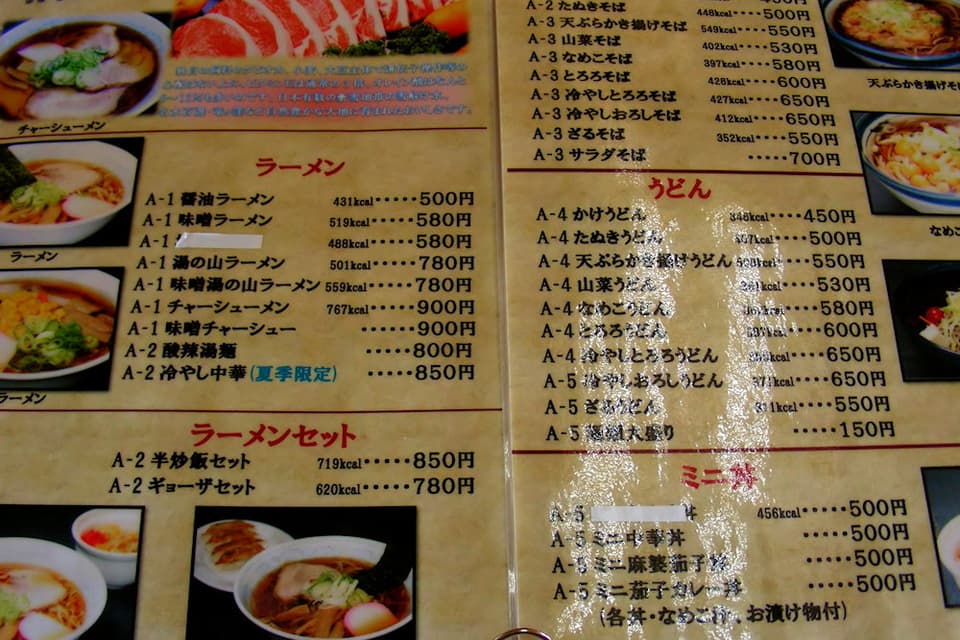 チャーシューメン
ラーメン
A-1 醤油ラーメン 431kcal・・・・・500円
A-1 味噌ラーメン 519kcal・・・・・580円
A-1 488kcal・・・・・580円
A-1 湯の山ラーメン 501kcal・・・・・780円
A-1 味噌湯の山ラーメン 559kcal・・・・・780円
A-1 チャーシューメン 767kcal・・・・・900円
A-1 味噌チャーシュー ・・・・・900円
A-2 酸辣湯麺 ・・・・・800円
A-2 冷やし中華(夏季限定) ・・・・・850円
ラーメン
ラーメン
ラーメンセット
A-2 半炒飯セット 719kcal・・・・・850円
A-2 ギョーザセット 620kcal・・・・・780円
A-2 たぬきそば 448kcal・・・・500円
A-3 天ぷらかき揚げそば 549kcal・・・・・550円
A-3 山菜そば 402kcal・・・・・530円
A-3 なめこそば 397kcal・・・・・580円
A-3 とろろそば 428kcal・・・・・600円
A-3 冷やしとろろそば 427kcal・・・・・650円
A-3 冷やしおろしそば 412kcal・・・・・650円
A-3 ざるそば 352kcal・・・・・550円
A-3 サラダそば ・・・・・700円
天ぷらかき揚げそ
なめこ
うどん
A-4 かけうどん ・・・・450円
A-4 たぬきうどん ・・・・500円
A-4 天ぷらかき揚げうどん ・・・・550円
A-4 山菜うどん ・・・・530円
A-4 なめこうどん ・・・・580円
A-4 とろろうどん ・・・・600円
A-4 冷やしとろろうどん ・・・・650円
A-5 冷やしおろしうどん 371kcal・・・・650円
A-5 ざるうどん 311kcal・・・・550円
A-5 大盛り ・・・・・150円
ミニ丼
A-5 丼 456kcal・・・・・500円
A-5 ミニ中華丼 ・・・・・500円
A-5 ミニ麻婆茄子丼 ・・・・・500円
A-5 ミニ茄子カレー丼 ・・・・・500円
(各丼・なめこ汁、お漬け物付)